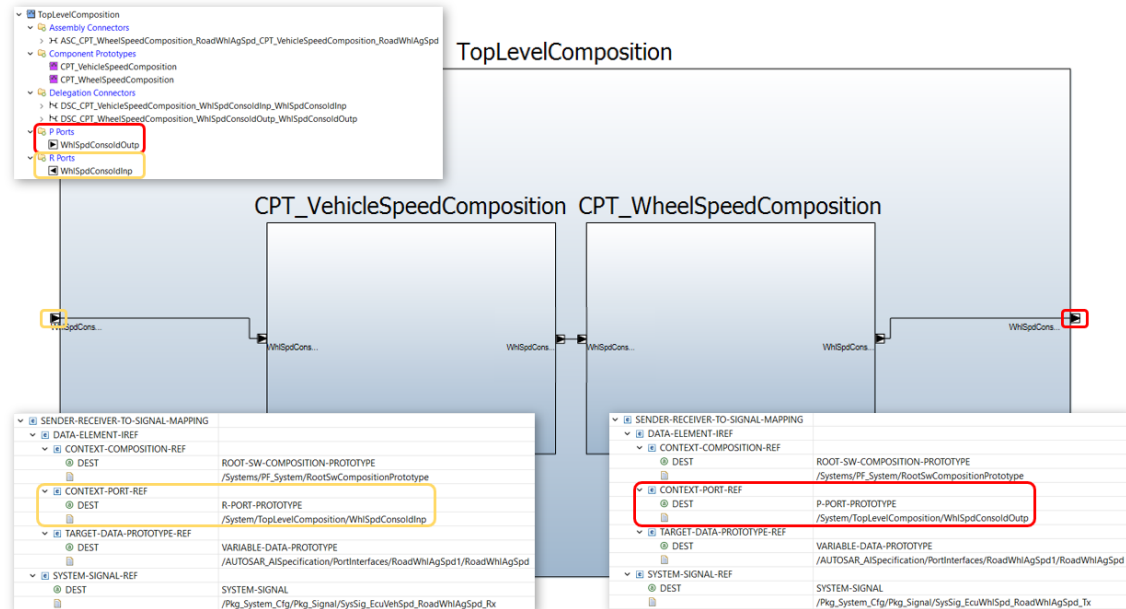 TopLevelComposition
Assembly Connectors
ASC_CPT_WheelSpeedComposition_RoadWhlAgSpd_CPT_VehicleSpeedComposition_RoadWhlAgSpd
Component Prototypes
CPT_VehicleSpeedComposition
CPT_WheelSpeedComposition
Delegation Connectors
DSC_CPT_VehicleSpeedComposition_WhlSpdConsoldInp_WhlSpdConsoldInp
DSC_CPT_WheelSpeedComposition_WhlSpdConsoldOutp_WhlSpdConsoldOutp
P Ports
WhlSpdConsoldOutp
R Ports
WhlSpdConsoldInp
TopLevelComposition
CPT_VehicleSpeedComposition CPT_WheelSpeedComposition
WhlSpdCons...
WhlSpdCons...
WhlSpdCons...
WhlSpdCons...
WhlSpdCons...
WhlSpdCons...
SENDER-RECEIVER-TO-SIGNAL-MAPPING
DATA-ELEMENT-IREF
CONTEXT-COMPOSITION-REF
DEST ROOT-SW-COMPOSITION-PROTOTYPE
/Systems/PF_System/RootSwCompositionPrototype
CONTEXT-PORT-REF
DEST R-PORT-PROTOTYPE
/System/TopLevelComposition/WhlSpdConsoldInp
TARGET-DATA-PROTOTYPE-REF
DEST VARIABLE-DATA-PROTOTYPE
/AUTOSAR_AISpecification/PortInterfaces/RoadWhlAgSpd1/RoadWhlAgSpd
SYSTEM-SIGNAL-REF
DEST SYSTEM-SIGNAL
/Pkg_System_Cfg/Pkg_Signal/SysSig_EcuVehSpd_RoadWhlAgSpd_Rx
SENDER-RECEIVER-TO-SIGNAL-MAPPING
DATA-ELEMENT-IREF
CONTEXT-COMPOSITION-REF
DEST ROOT-SW-COMPOSITION-PROTOTYPE
/Systems/PF_System/RootSwCompositionPrototype
CONTEXT-PORT-REF
DEST P-PORT-PROTOTYPE
/System/TopLevelComposition/WhlSpdConsoldOutp
TARGET-DATA-PROTOTYPE-REF
DEST VARIABLE-DATA-PROTOTYPE
/AUTOSAR_AISpecification/PortInterfaces/RoadWhlAgSpd1/RoadWhlAgSpd
SYSTEM-SIGNAL-REF
DEST SYSTEM-SIGNAL
/Pkg_System_Cfg/Pkg_Signal/SysSig_EcuWhlSpd_RoadWhlAgSpd_Tx